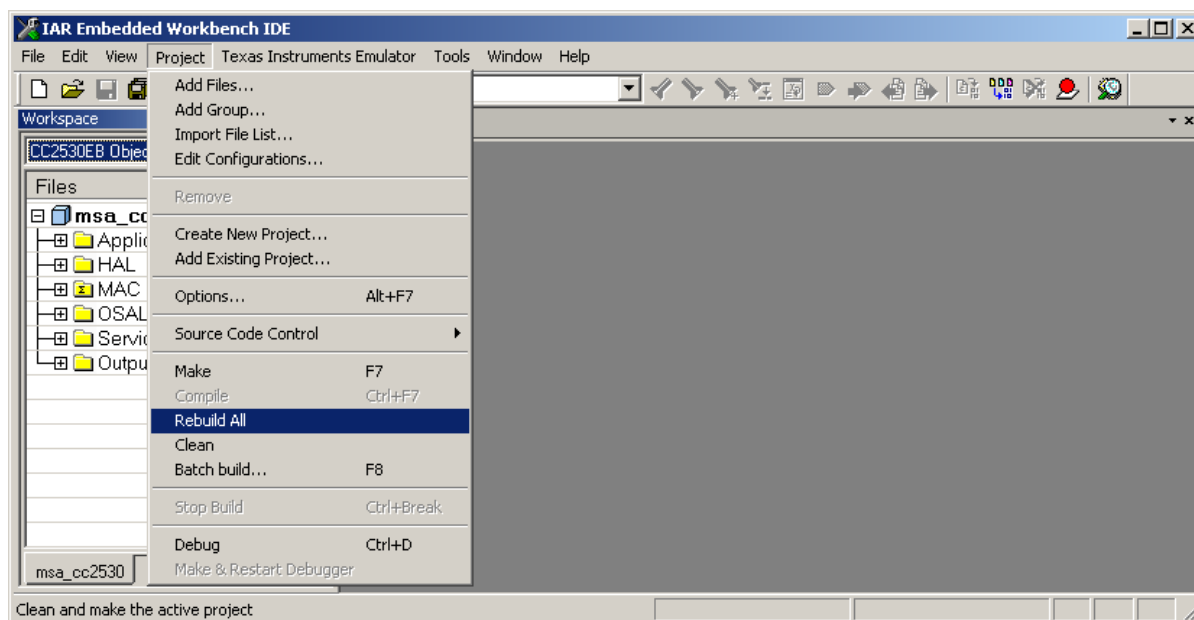 IAR Embedded Workbench IDE
File Edit View Project Texas Instruments Emulator Tools Window Help
Add Files...
Add Group...
Import File List...
Edit Configurations...
Remove
Create New Project...
Add Existing Project...
Options... Alt+F7
Source Code Control
Make F7
Compile Ctrl+F7
Rebuild All
Clean
Batch build... F8
Stop Build Ctrl+Break
Debug Ctrl+D
Make & Restart Debugger
Workspace
CC2530EB Objec
Files
msa_cc
Applic
HAL
MAC
OSAL
Servic
Outpu
msa_cc2530
Clean and make the active project